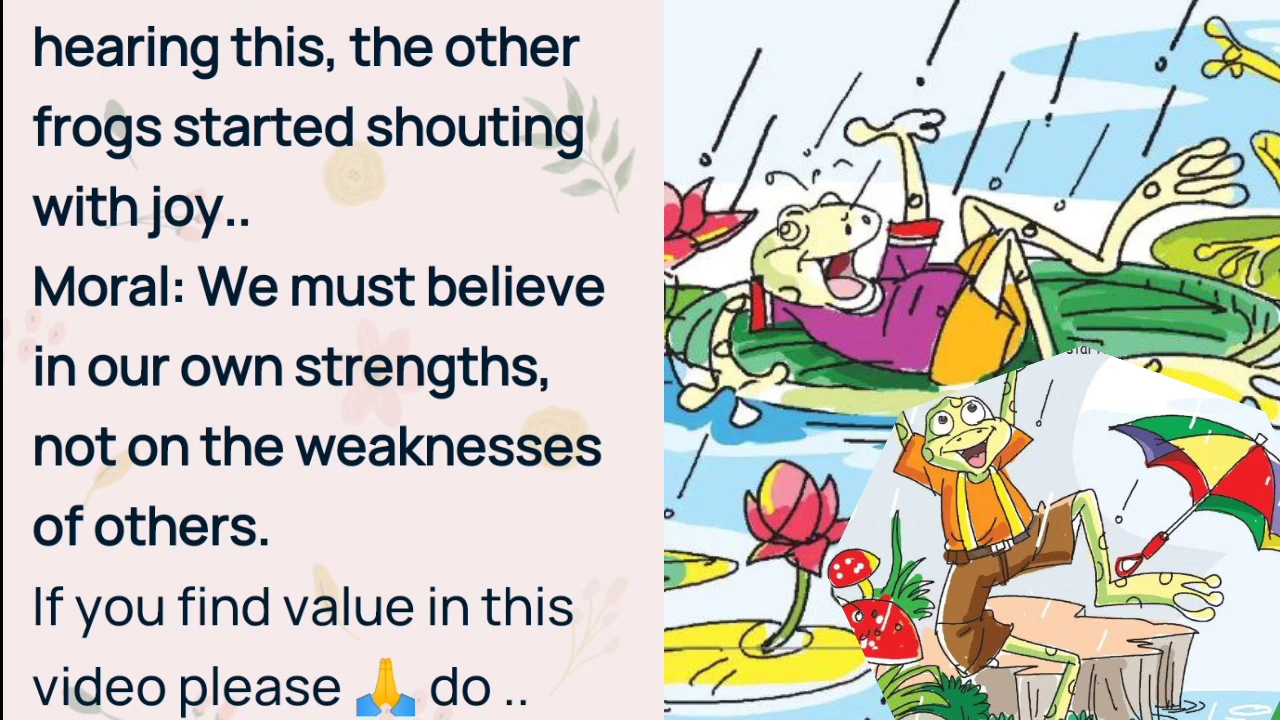 hearing this, the other
frogs started shouting
with joy..
Moral: We must believe
in our own strengths,
not on the weaknesses
of others.
If you find value in this
video please 🙏 do ..